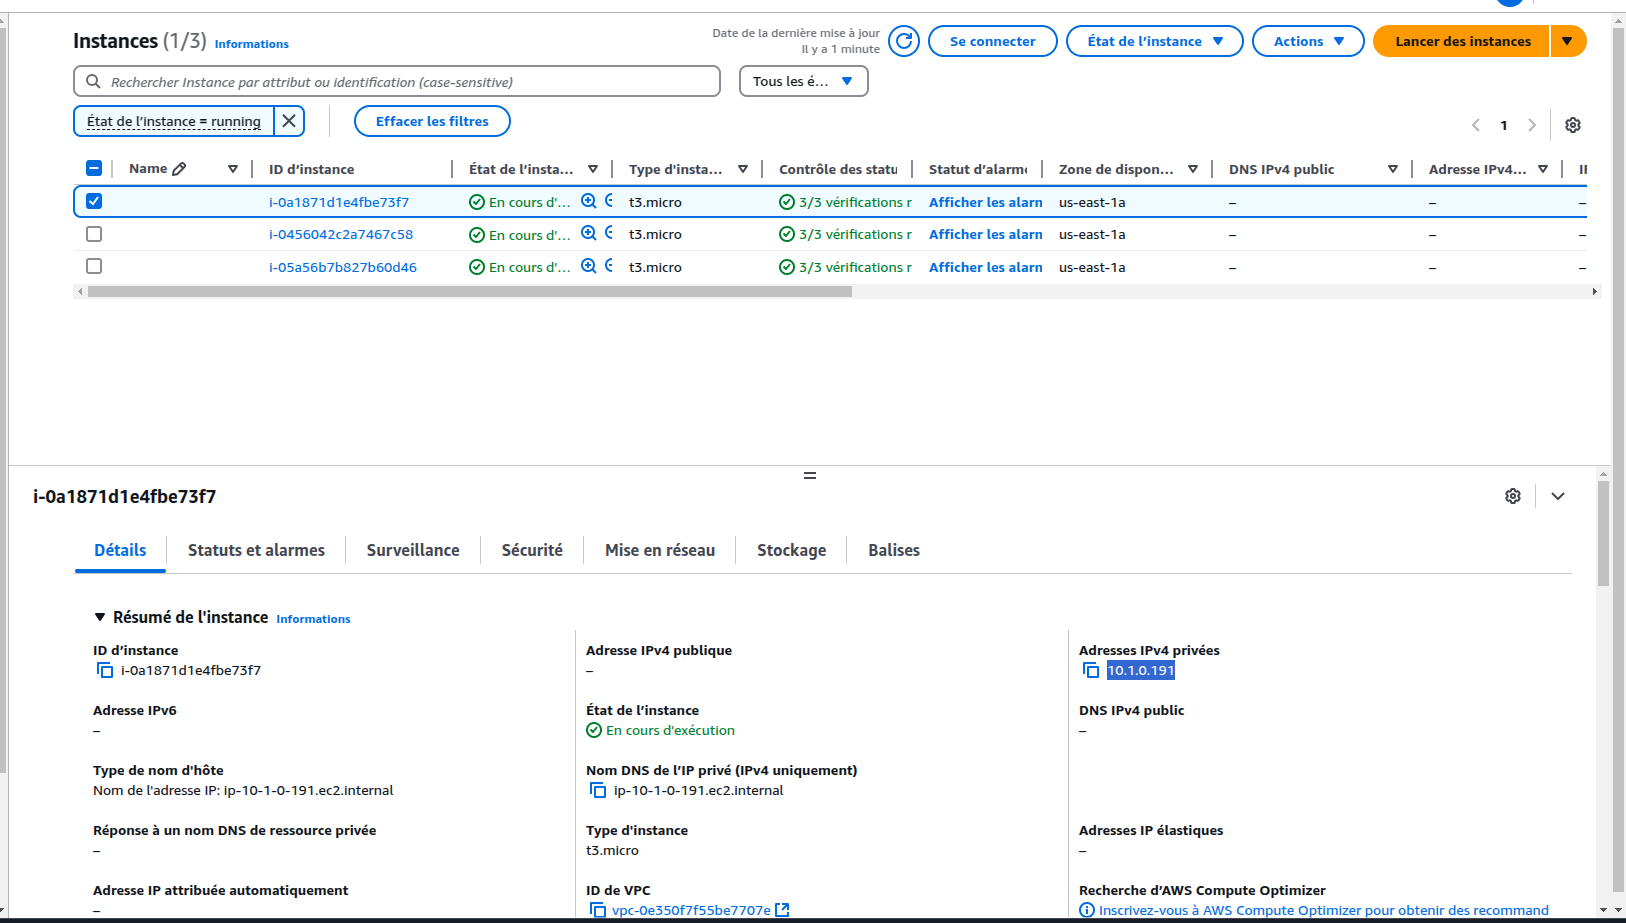 Instances (1/3) Informations
Date de la dernière mise à jour
Il y a 1 minute
Se connecter
État de l’instance
Actions
Lancer des instances
Rechercher Instance par attribut ou identification (case-sensitive)
Tous les é...
État de l’instance = running
Effacer les filtres
1
Name ID d’instance État de l’insta... Type d'insta... Contrôle des statu Statut d’alarme Zone de dispon... DNS IPv4 public Adresse IPv4... IP
i-0a1871d1e4fbe73f7 En cours d'... t3.micro 3/3 vérifications r Afficher les alarn us-east-1a – – –
i-0456042c2a7467c58 En cours d'... t3.micro 3/3 vérifications r Afficher les alarn us-east-1a – – –
i-05a56b7b827b60d46 En cours d'... t3.micro 3/3 vérifications r Afficher les alarn us-east-1a – – –
i-0a1871d1e4fbe73f7
Détails Statuts et alarmes Surveillance Sécurité Mise en réseau Stockage Balises
Résumé de l'instance Informations
ID d’instance
i-0a1871d1e4fbe73f7
Adresse IPv4 publique
–
Adresses IPv4 privées
10.1.0.191
Adresse IPv6
–
État de l’instance
En cours d'exécution
DNS IPv4 public
–
Type de nom d'hôte
Nom de l'adresse IP: ip-10-1-0-191.ec2.internal
Nom DNS de l’IP privé (IPv4 uniquement)
ip-10-1-0-191.ec2.internal
Réponse à un nom DNS de ressource privée
–
Type d'instance
t3.micro
Adresses IP élastiques
–
Adresse IP attribuée automatiquement
–
ID de VPC
vpc-0e350f7f55be7707e
Recherche d’AWS Compute Optimizer
Inscrivez-vous à AWS Compute Optimizer pour obtenir des recommand